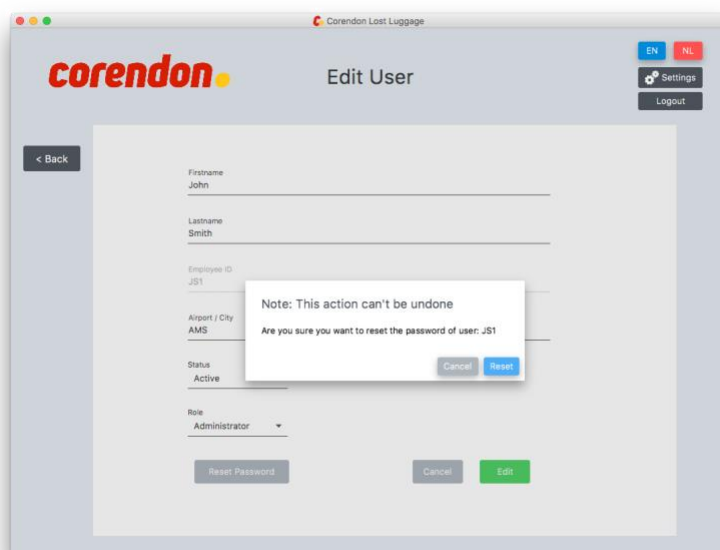 Corendon Lost Luggage
corendon
Edit User
EN NL
Settings
Logout
< Back
Firstname
John
Lastname
Smith
Employee ID
JS1
Airport / City
AMS
Note: This action can't be undone
Are you sure you want to reset the password of user: JS1
Cancel Reset
Status
Active
Role
Administrator
Reset Password Cancel Edit